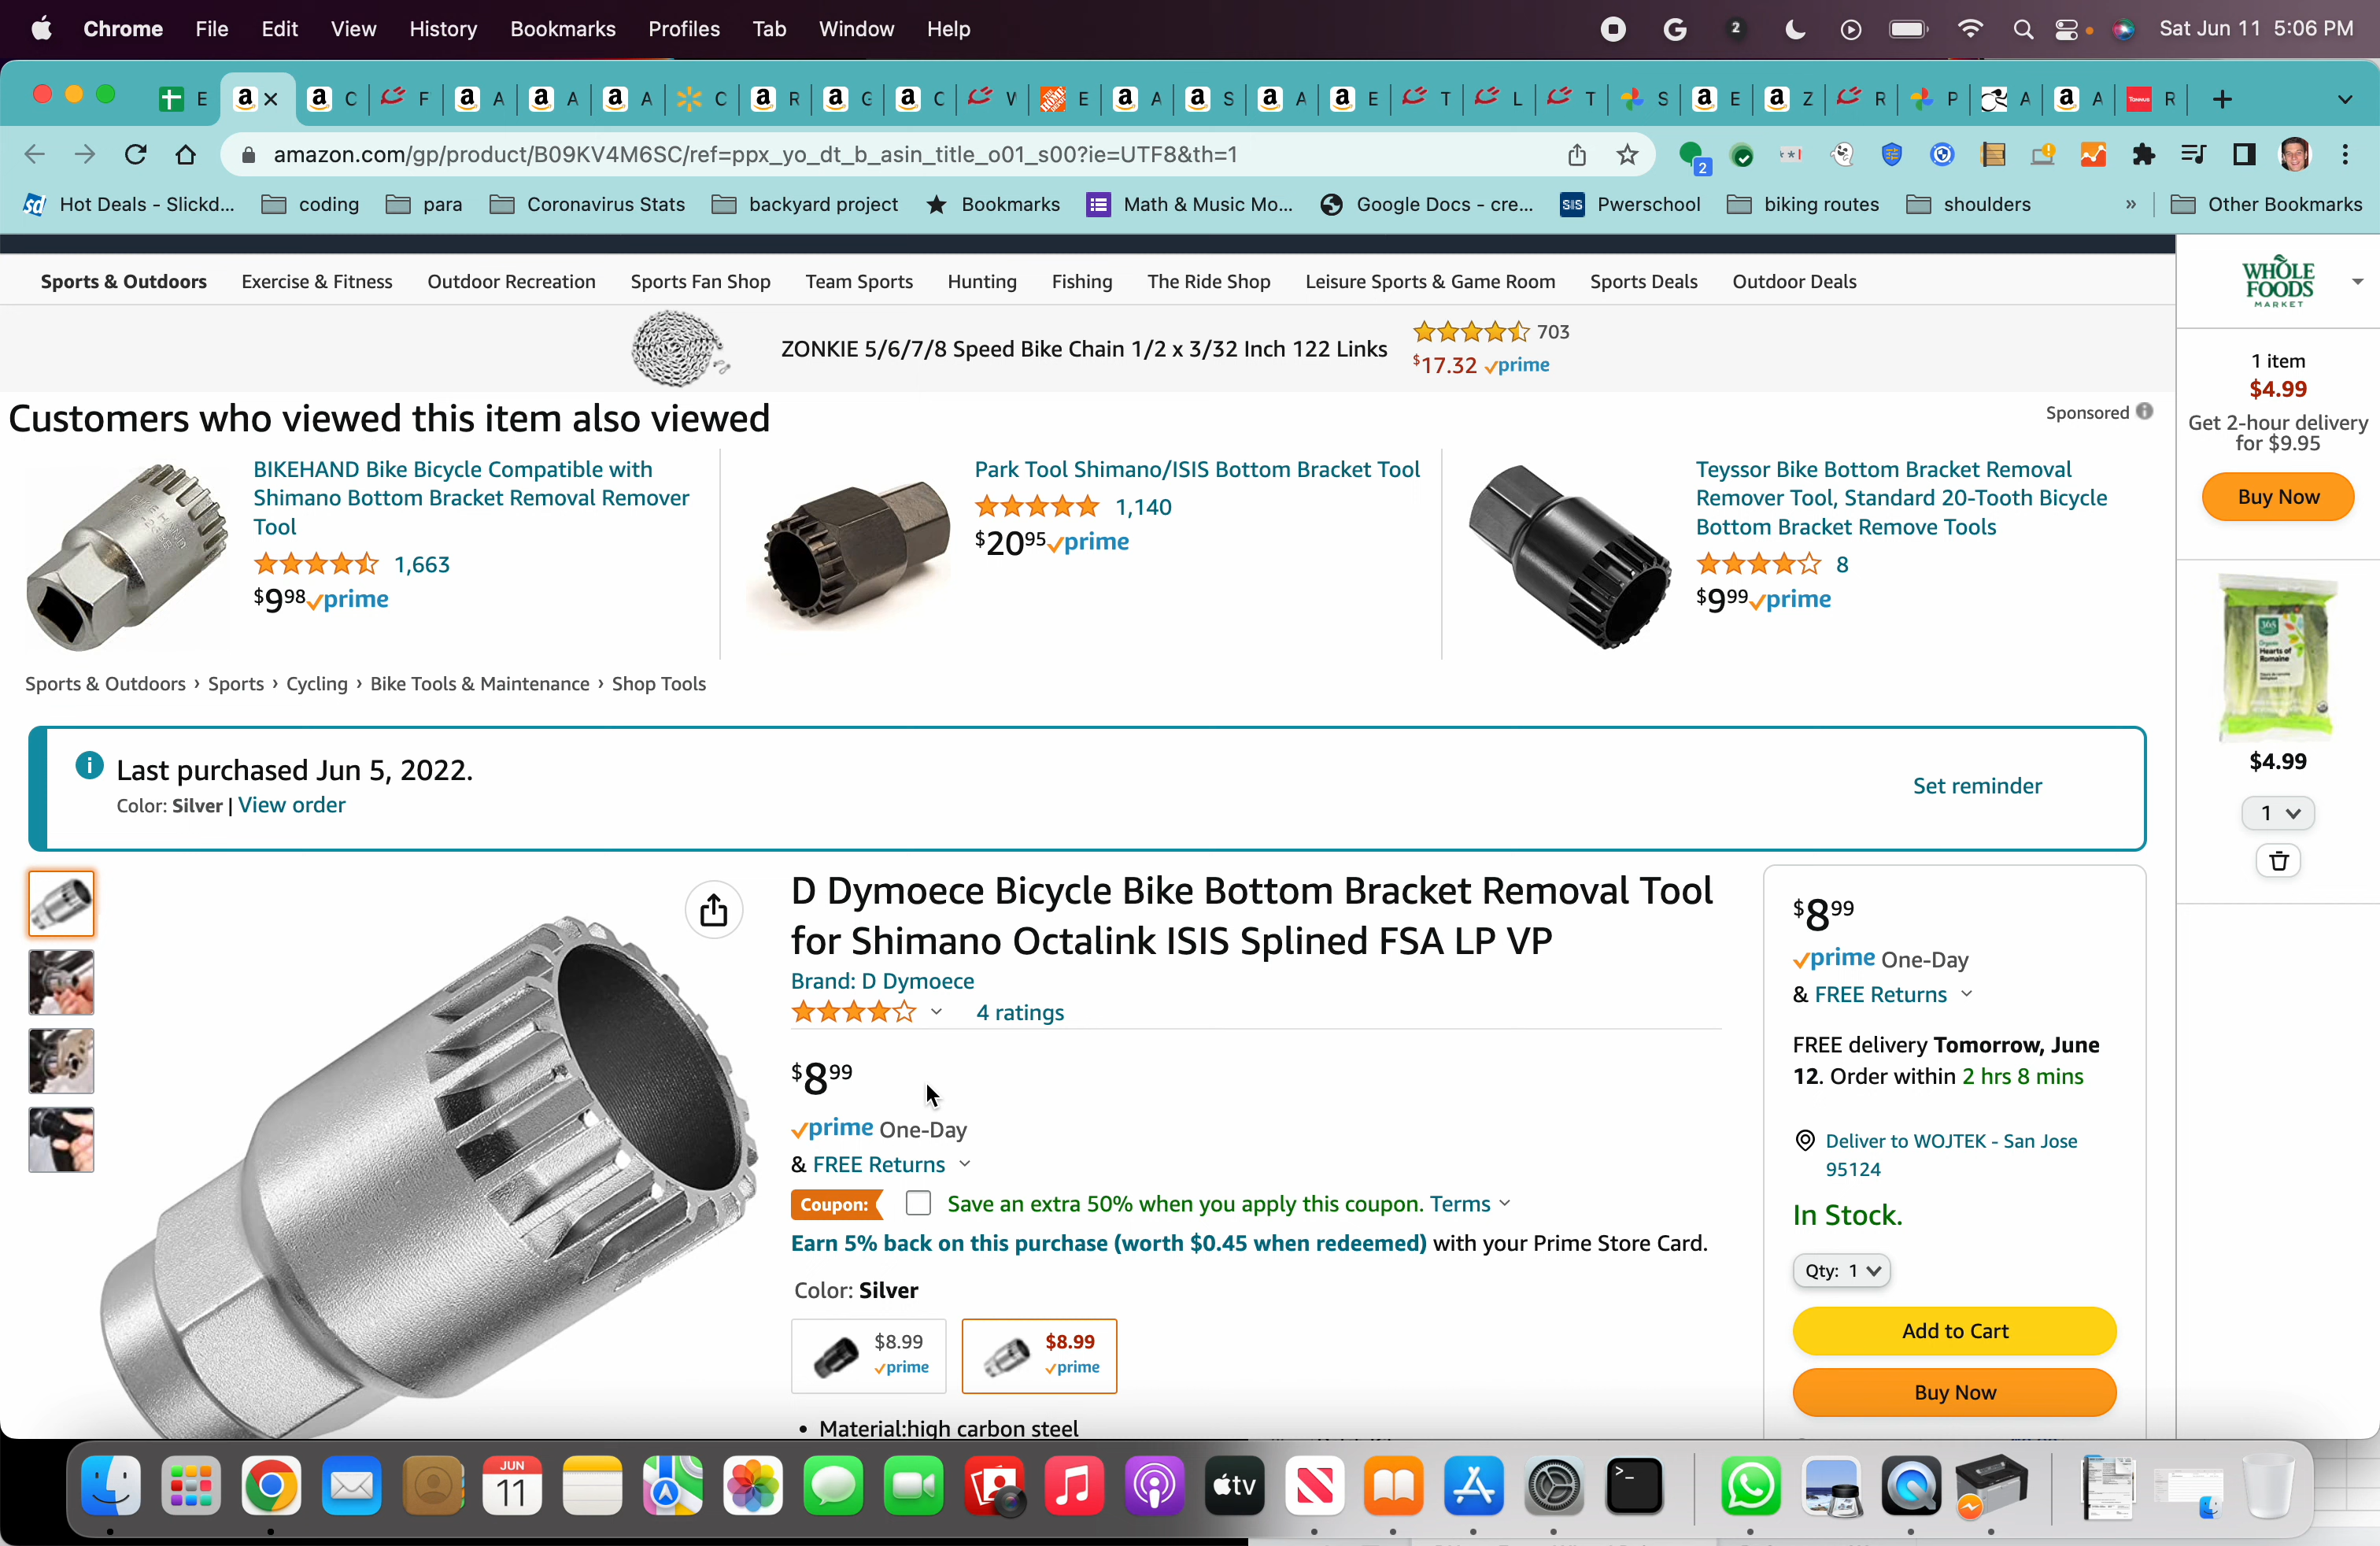 Chrome File Edit View History Bookmarks Profiles Tab Window Help 2 Sat Jun 11 5:06 PM
E a a C F a A a A a A C a R a G a C V E a A a S a A a E T L T S a E a Z R P A a A R
amazon.com/gp/product/B09KV4M6SC/ref=ppx_yo_dt_b_asin_title_o01_s00?ie=UTF8&th=1 2
Hot Deals - Slickd... coding para Coronavirus Stats backyard project Bookmarks Math & Music Mo... Google Docs - cre... SIS Pwerschool biking routes shoulders » Other Bookmarks
Sports & Outdoors Exercise & Fitness Outdoor Recreation Sports Fan Shop Team Sports Hunting Fishing The Ride Shop Leisure Sports & Game Room Sports Deals Outdoor Deals
ZONKIE 5/6/7/8 Speed Bike Chain 1/2 x 3/32 Inch 122 Links
703
$17.32 prime
Customers who viewed this item also viewed
Sponsored
BIKEHAND Bike Bicycle Compatible with
Shimano Bottom Bracket Removal Remover
Tool
1,663
$9.98 prime
Park Tool Shimano/ISIS Bottom Bracket Tool
1,140
$20.95 prime
Teyssor Bike Bottom Bracket Removal
Remover Tool, Standard 20-Tooth Bicycle
Bottom Bracket Remove Tools
8
$9.99 prime
Sports & Outdoors › Sports › Cycling › Bike Tools & Maintenance › Shop Tools
Last purchased Jun 5, 2022.
Color: Silver | View order
Set reminder
D Dymoece Bicycle Bike Bottom Bracket Removal Tool
for Shimano Octalink ISIS Splined FSA LP VP
Brand: D Dymoece
4 ratings
$8.99
prime One-Day
& FREE Returns
Coupon: Save an extra 50% when you apply this coupon. Terms
Earn 5% back on this purchase (worth $0.45 when redeemed) with your Prime Store Card.
Color: Silver
$8.99
prime
$8.99
prime
• Material:high carbon steel
$8.99
prime One-Day
& FREE Returns
FREE delivery Tomorrow, June
12. Order within 2 hrs 8 mins
Deliver to WOJTEK - San Jose
95124
In Stock.
Qty: 1
Add to Cart
Buy Now
WHOLE
FOODS
MARKET
1 item
$4.99
Get 2-hour delivery
for $9.95
Buy Now
365
Organic
Hearts of
Romaine
$4.99
1
JUN
11
tv